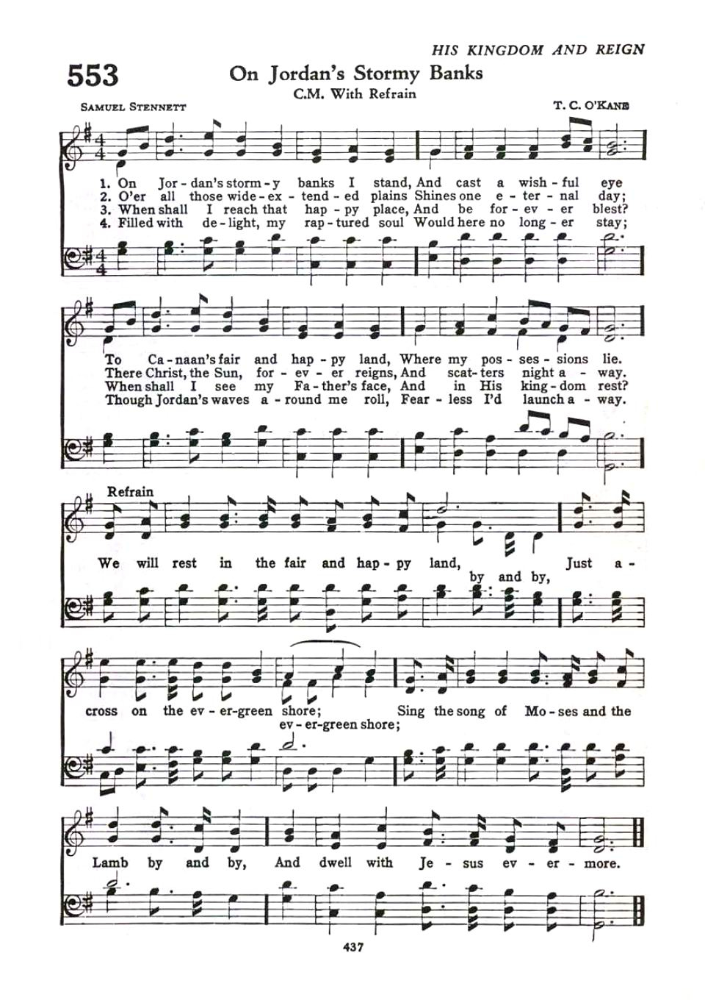 HIS KINGDOM AND REIGN
553
On Jordan's Stormy Banks
C.M. With Refrain
SAMUEL STENNETT
T. C. O'KANE
1. On Jor - dan's storm - y banks I stand, And cast a wish - ful eye
2. O'er all those wide - ex - tend - ed plains Shines one e - ter - nal day;
3. When shall I reach that hap - py place, And be for - ev - er blest?
4. Filled with de - light, my rap - tured soul Would here no long - er stay;
To Ca - naan's fair and hap - py land, Where my pos - ses - sions lie.
There Christ, the Sun, for - ev - er reigns, And scat - ters night a - way.
When shall I see my Fa - ther's face, And in His king - dom rest?
Though Jordan's waves a - round me roll, Fear - less I'd launch a - way.
Refrain
We will rest in the fair and hap - py land, Just a -
by and by,
cross on the ev - er-green shore; Sing the song of Mo - ses and the
ev - er-green shore;
Lamb by and by, And dwell with Je - sus ev - er - more.
437